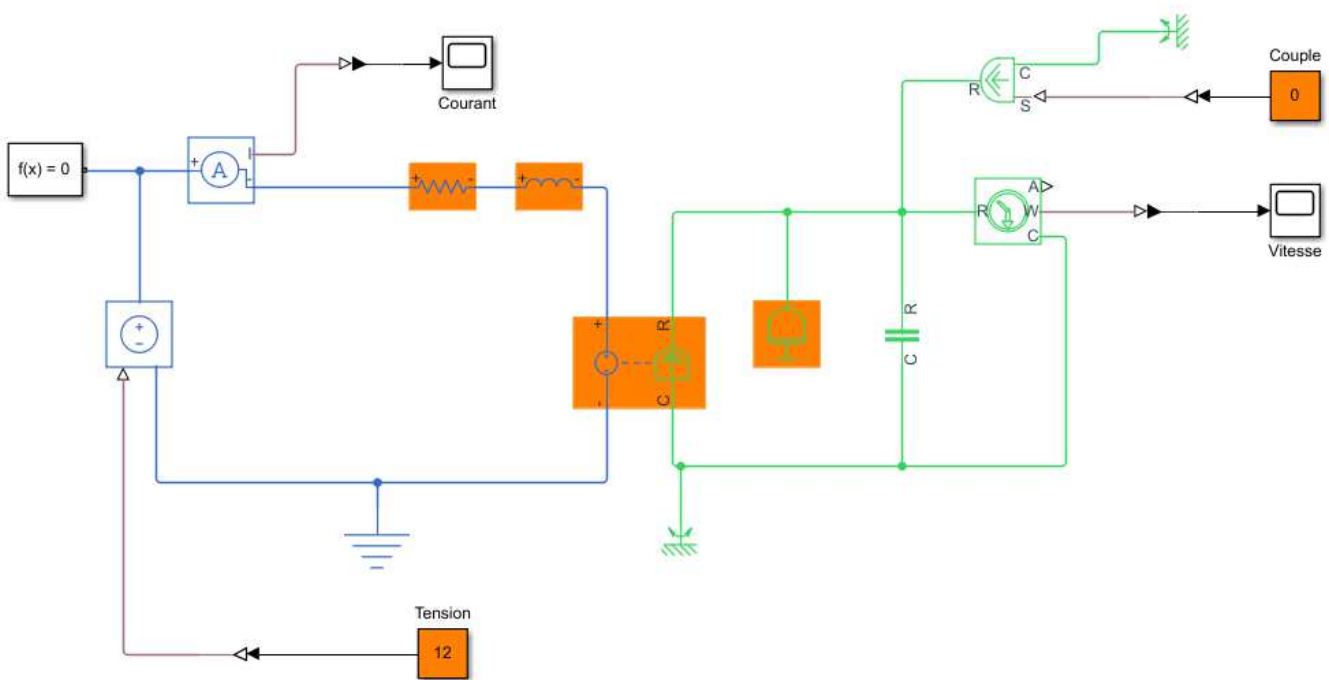 Couple
C
0
R
S
Courant
f(x) = 0
+
I
A
-
+
-
+
-
A
R
W
C
Vitesse
+
-
+
R
R
C
-
C
Tension
12